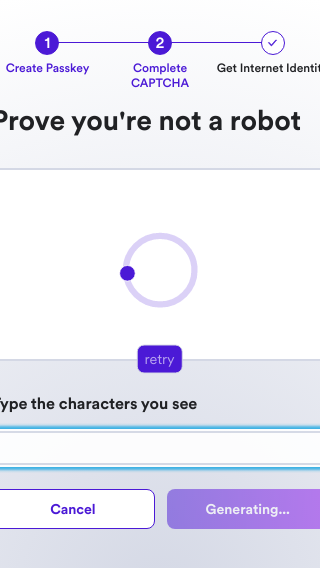 1 2
Create Passkey Complete Get Internet Identit
CAPTCHA
Prove you're not a robot
retry
Type the characters you see
Cancel Generating...